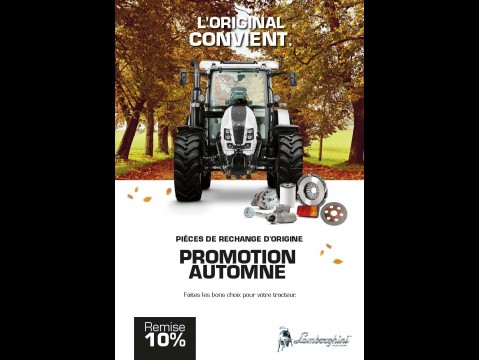 L'ORIGINAL
CONVIENT.
PIÈCES DE RECHANGE D'ORIGINE
PROMOTION
AUTOMNE
Faites les bons choix pour votre tracteur.
Remise
10%
Lamborghini